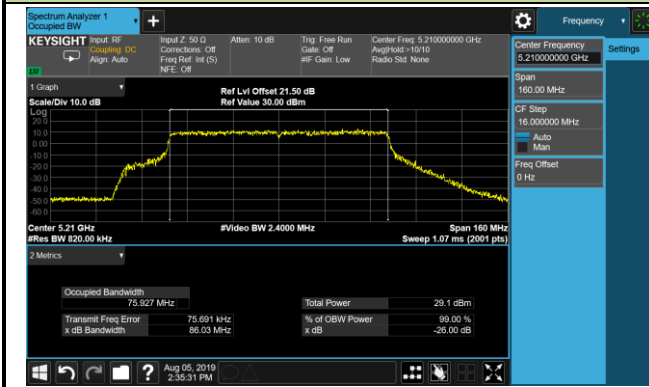 Spectrum Analyzer 1
Occupied BW
Frequency
KEYSIGHT
Input: RF
Coupling: DC
Align: Auto
Input Z: 50 Ω
Corrections: Off
Freq Ref: Int (S)
NFE: Off
Atten: 10 dB
Trig: Free Run
Gate: Off
#IF Gain: Low
Center Freq: 5.210000000 GHz
Avg|Hold:>10/10
Radio Std: None
Center Frequency
5.210000000 GHz
Settings
Span
160.00 MHz
CF Step
16.000000 MHz
Auto
Man
Freq Offset
0 Hz
1 Graph
Scale/Div 10.0 dB
Ref Lvl Offset 21.50 dB
Ref Value 30.00 dBm
Log
20.0
10.0
0.00
-10.0
-20.0
-30.0
-40.0
-50.0
-60.0
Center 5.21 GHz
#Res BW 820.00 kHz
#Video BW 2.4000 MHz
Span 160 MHz
Sweep 1.07 ms (2001 pts)
2 Metrics
Occupied Bandwidth
75.927 MHz
Total Power 29.1 dBm
Transmit Freq Error 75.691 kHz
% of OBW Power 99.00 %
x dB Bandwidth 86.03 MHz
x dB -26.00 dB
?
Aug 05, 2019
2:35:31 PM